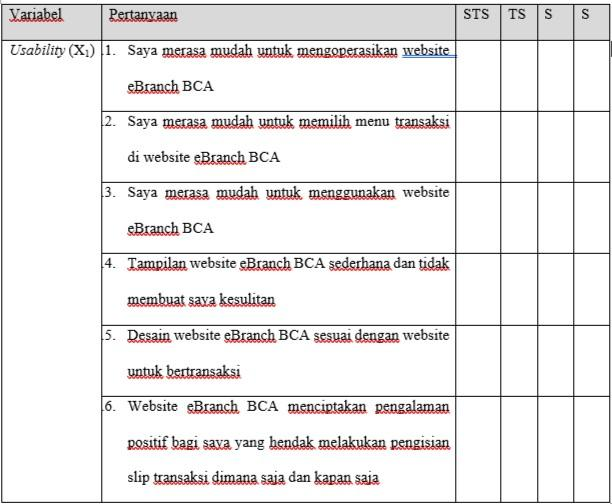 Variabel Pertanyaan STS TS S S
Usability (X₁) .1. Saya merasa mudah untuk mengoperasikan website
eBranch BCA
.2. Saya merasa mudah untuk memilih menu transaksi
di website eBranch BCA
.3. Saya merasa mudah untuk menggunakan website
eBranch BCA
.4. Tampilan website eBranch BCA sederhana dan tidak
membuat saya kesulitan
.5. Desain website eBranch BCA sesuai dengan website
untuk bertransaksi
.6. Website eBranch BCA menciptakan pengalaman
positif bagi saya yang hendak melakukan pengisian
slip transaksi dimana saja dan kapan saja